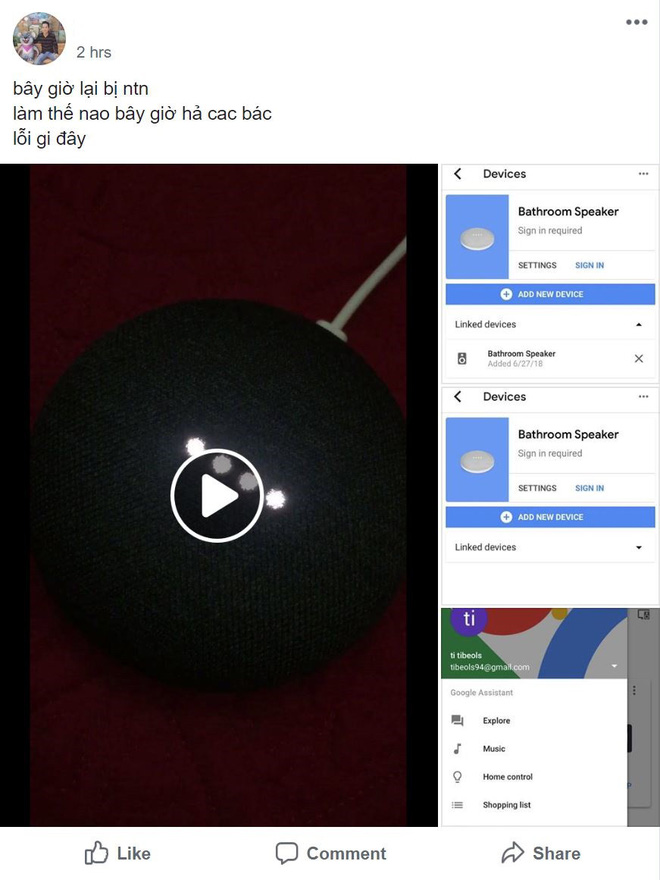 2 hrs
bây giờ lại bị ntn
làm thế nao bây giờ hả cac bác
lỗi gi đây
Devices
Bathroom Speaker
Sign in required
SETTINGS SIGN IN
ADD NEW DEVICE
Linked devices
Bathroom Speaker
Added 6/27/18
Devices
Bathroom Speaker
Sign in required
SETTINGS SIGN IN
ADD NEW DEVICE
Linked devices
ti
ti tibeols
tibeols94@gmail.com
Google Assistant
Explore
Music
Home control
Shopping list
Like Comment Share